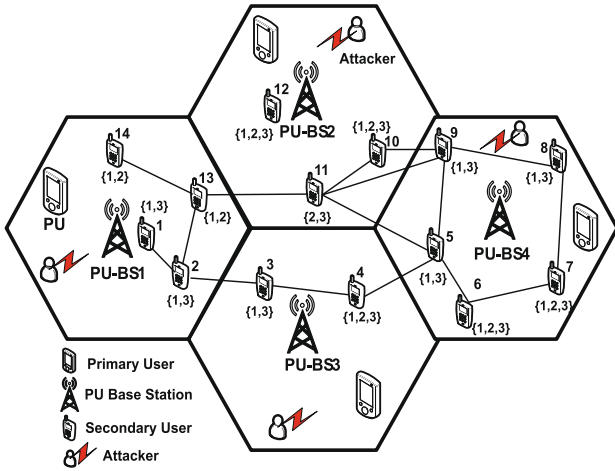 Attacker
12
{1,2,3}
PU-BS2
{1,2,3}
10
9
{1,3}
8
{1,3}
14
{1,2}
13
{1,2}
11
{2,3}
PU
{1,3}
1
PU-BS1
2
{1,3}
3
{1,3}
4
{1,2,3}
5
{1,3}
PU-BS4
6
{1,2,3}
7
{1,2,3}
PU-BS3
Primary User
PU Base Station
Secondary User
Attacker